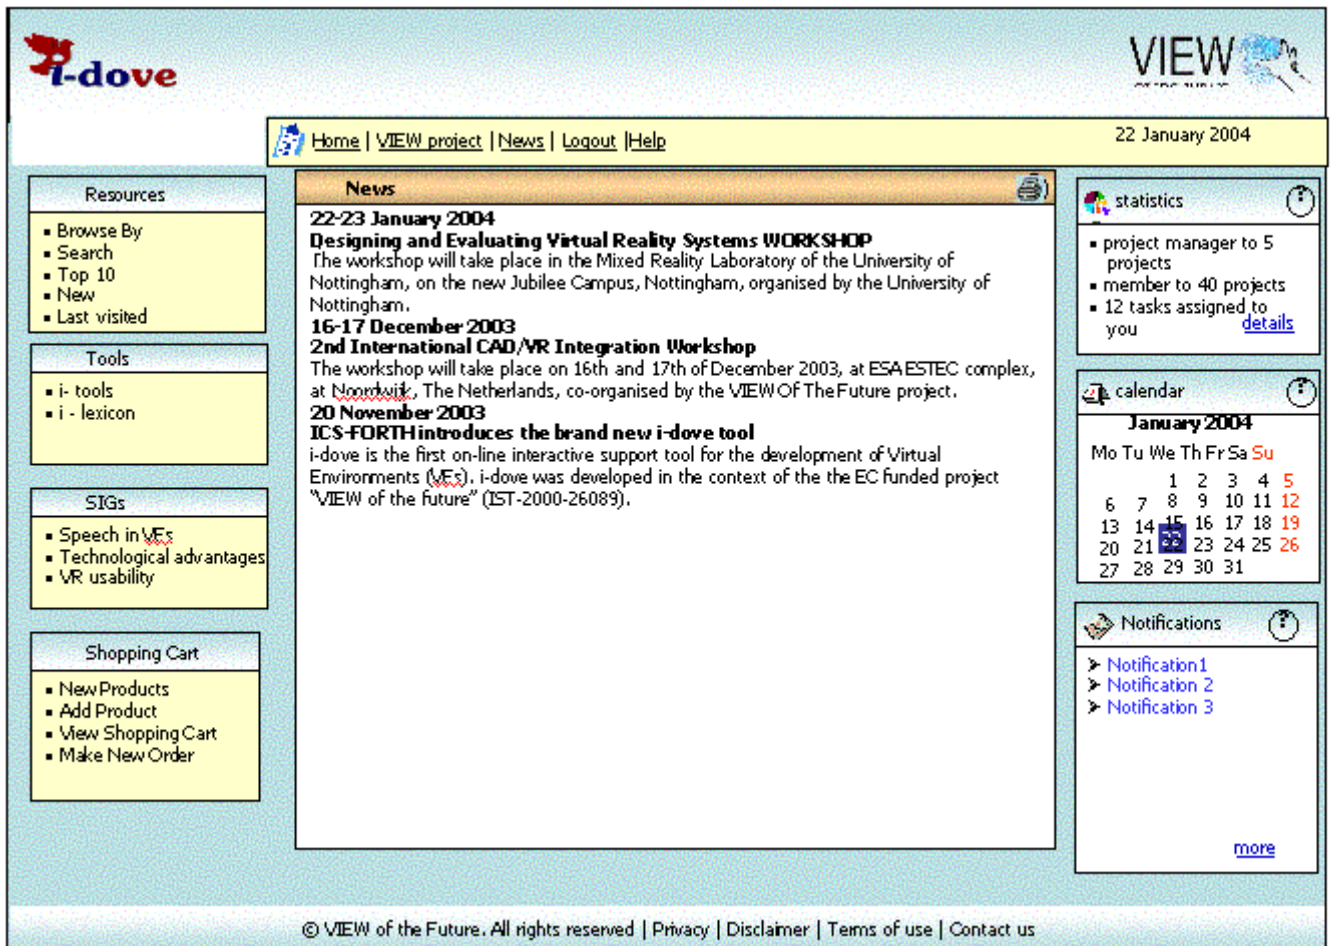 i-dove
VIEW
Home | VIEW project | News | Logout |Help
22 January 2004
Resources
▪ Browse By
▪ Search
▪ Top 10
▪ New
▪ Last visited
Tools
▪ i- tools
▪ i - lexicon
SIGs
▪ Speech in VEs
▪ Technological advantages
▪ VR usability
Shopping Cart
▪ New Products
▪ Add Product
▪ View Shopping Cart
▪ Make New Order
News
22-23 January 2004
Designing and Evaluating Virtual Reality Systems WORKSHOP
The workshop will take place in the Mixed Reality Laboratory of the University of
Nottingham, on the new Jubilee Campus, Nottingham, organised by the University of
Nottingham.
16-17 December 2003
2nd International CAD/VR Integration Workshop
The workshop will take place on 16th and 17th of December 2003, at ESA ESTEC complex,
at Noordwijk, The Netherlands, co-organised by the VIEW Of The Future project.
20 November 2003
ICS-FORTH introduces the brand new i-dove tool
i-dove is the first on-line interactive support tool for the development of Virtual
Environments (VEs). i-dove was developed in the context of the the EC funded project
"VIEW of the future" (IST-2000-26089).
statistics ?
▪ project manager to 5
projects
▪ member to 40 projects
▪ 12 tasks assigned to
you details
calendar ?
January 2004
Mo Tu We Th Fr Sa Su
1 2 3 4 5
6 7 8 9 10 11 12
13 14 15 16 17 18 19
20 21 22 23 24 25 26
27 28 29 30 31
Notifications ?
➢ Notification1
➢ Notification 2
➢ Notification 3
more
© VIEW of the Future. All rights reserved | Privacy | Disclaimer | Terms of use | Contact us